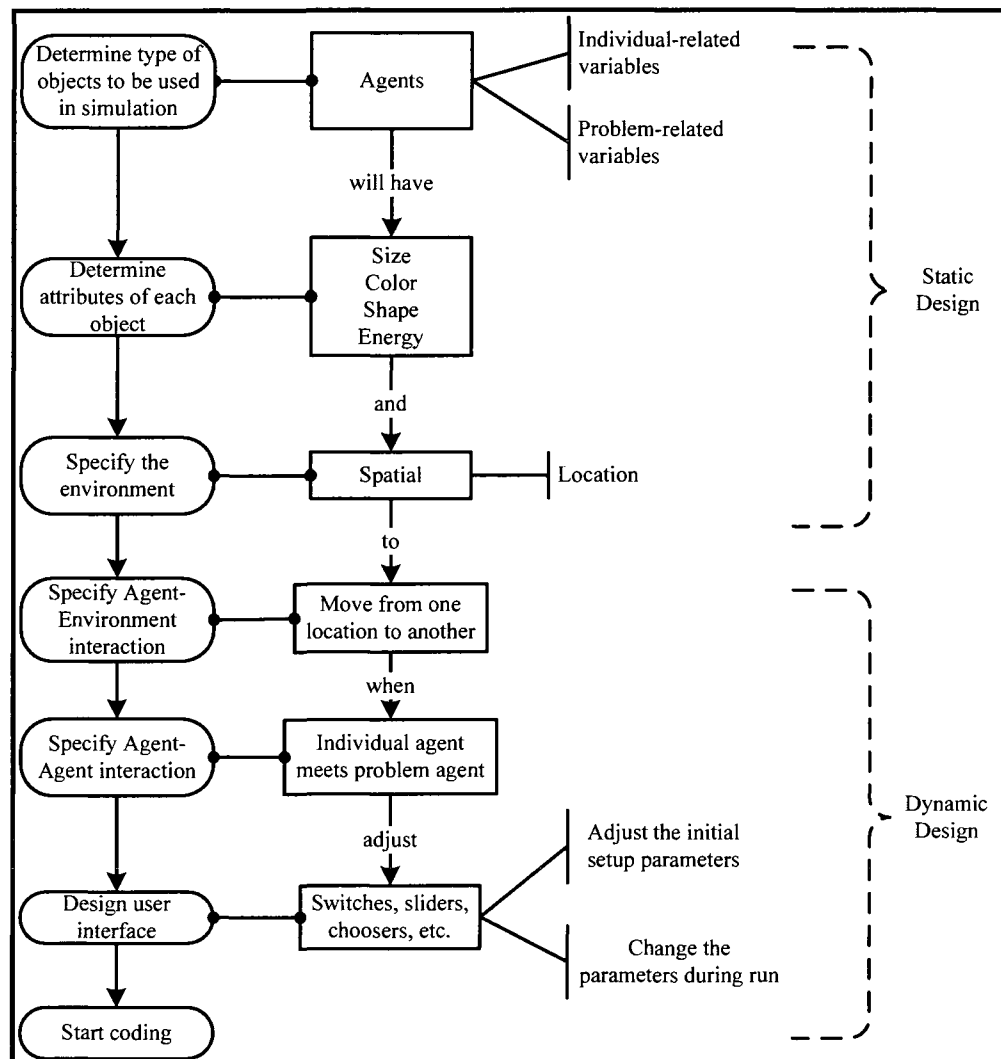 Determine type of
objects to be used
in simulation
Agents
Individual-related
variables
Problem-related
variables
will have
Determine
attributes of each
object
Size
Color
Shape
Energy
Static
Design
and
Specify the
environment
Spatial
Location
to
Specify Agent-
Environment
interaction
Move from one
location to another
when
Specify Agent-
Agent interaction
Individual agent
meets problem agent
Dynamic
Design
adjust
Adjust the initial
setup parameters
Design user
interface
Switches, sliders,
choosers, etc.
Change the
parameters during run
Start coding